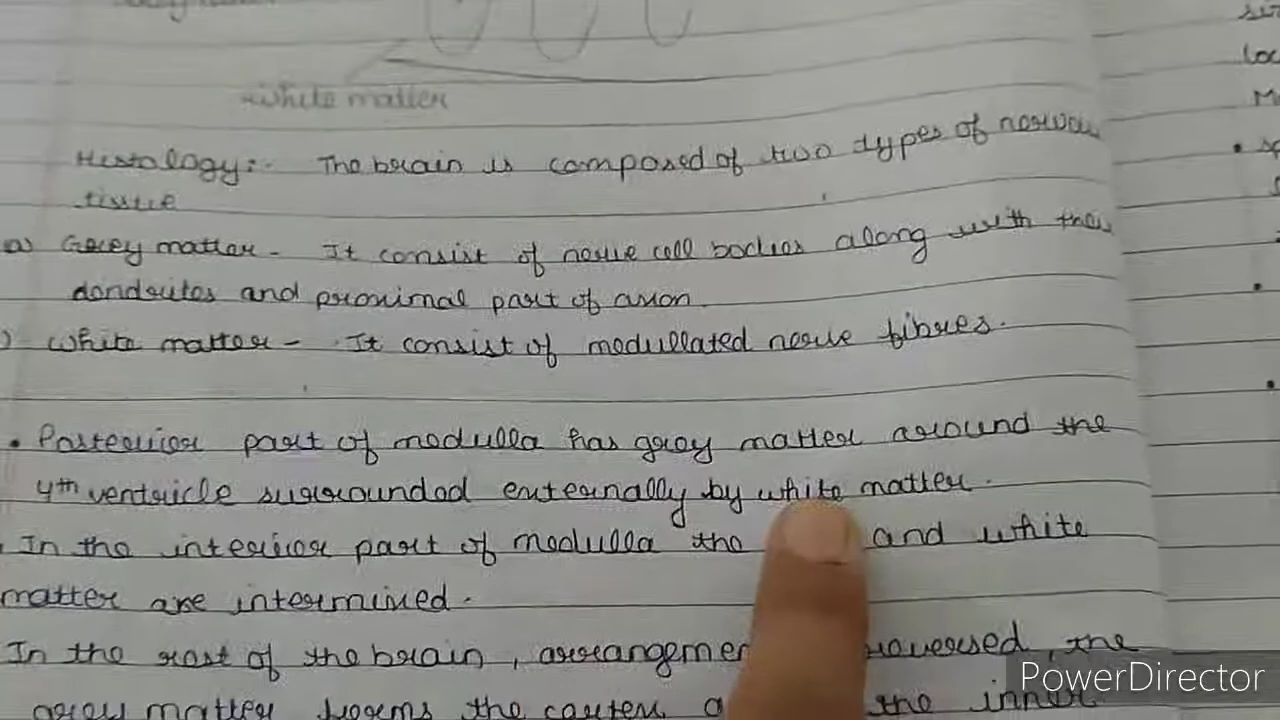 white matter
Histology:- The brain is composed of two types of nervou
tissue
a) Grey matter - It consist of nerve cell bodies along with their
dendrites and proximal part of axon.
) White matter - It consist of medullated nerve fibres.
• Posterior part of medulla has grey matter around the
4th ventricle surrounded externally by white matter.
. In the interior part of medulla the and white
matter are intermixed.
In the rest of the brain, arrangemen reversed, the
grey matter forms the cortex a the inner
loc
M
PowerDirector